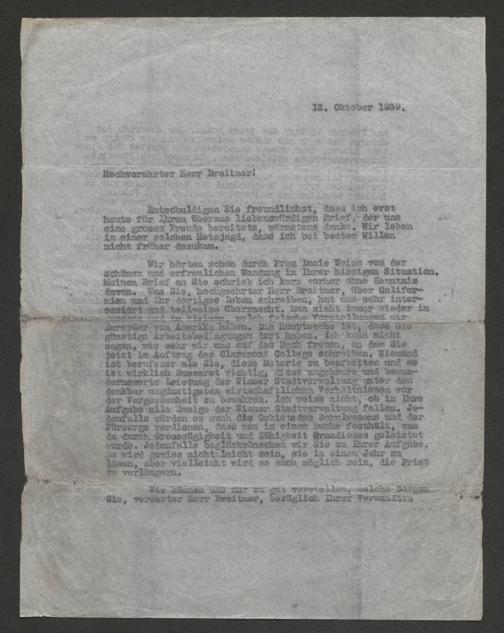 12. Oktober 1939.
Hochverehrter Herr Breitner!
Entschuldigen Sie freundlichst, dass ich erst
heute für Ihren überaus liebenswürdigen Brief, der uns
eine grosse Freude bereitete, wärmstens danke. Wir leben
in einer solchen Hetzjagd, dass ich bei bestem Willen
nicht früher dazukam.
Wir hörten schon durch Frau Lucie Weiss von der
schönen und erfreulichen Wendung in Ihrer hiesigen Situation.
Meinen Brief an Sie schrieb ich kurz vorher ohne Kenntnis
davon. Was Sie, hochgeehrter Herr Breitner, über Califor-
nien und Ihr dortiges Leben schreiben, hat uns sehr inter-
essiert und teilweise überrascht. Man sieht immer wieder im
welch falsche Vorstellungen wir
Europäer von Amerika haben. Die Hauptsache ist, dass Sie
günstige Arbeitsbedingungen dort haben. Ich kann nicht
sagen, wie sehr wir uns auf das Buch freuen, an dem Sie
jetzt im Auftrag des Claremont College schreiben. Niemand
ist berufener als Sie, diese Materie zu bearbeiten und es
ist wirklich äusserst wichtig, diese ungeheure und bewun-
dernswerte Leistung der Wiener Stadtverwaltung unter den
denkbar ungünstigsten wirtschaftlichen Verhältnissen vor
der Vergessenheit zu bewahren. Ich weiss nicht, ob in Ihre
Aufgabe alle Zweige der Wiener Stadtverwaltung fallen. Je-
denfalls würden es auch die Gebiete des Schulwesens und der
Fürsorge verdienen, dass man in einem Buche festhält, was
da durch Grosszügigkeit und Zähigkeit Grandioses geleistet
wurde. Jedenfalls beglückwünschen wir Sie zu Ihrer Aufgabe,
es wird gewiss nicht leicht sein, sie in einem Jahr zu
lösen, aber vielleicht wird es auch möglich sein, die Frist
zu verlängern.
Wir können uns nur zu gut vorstellen, welche Sorgen
Sie, verehrter Herr Breitner, bezüglich Ihrer Verwandten